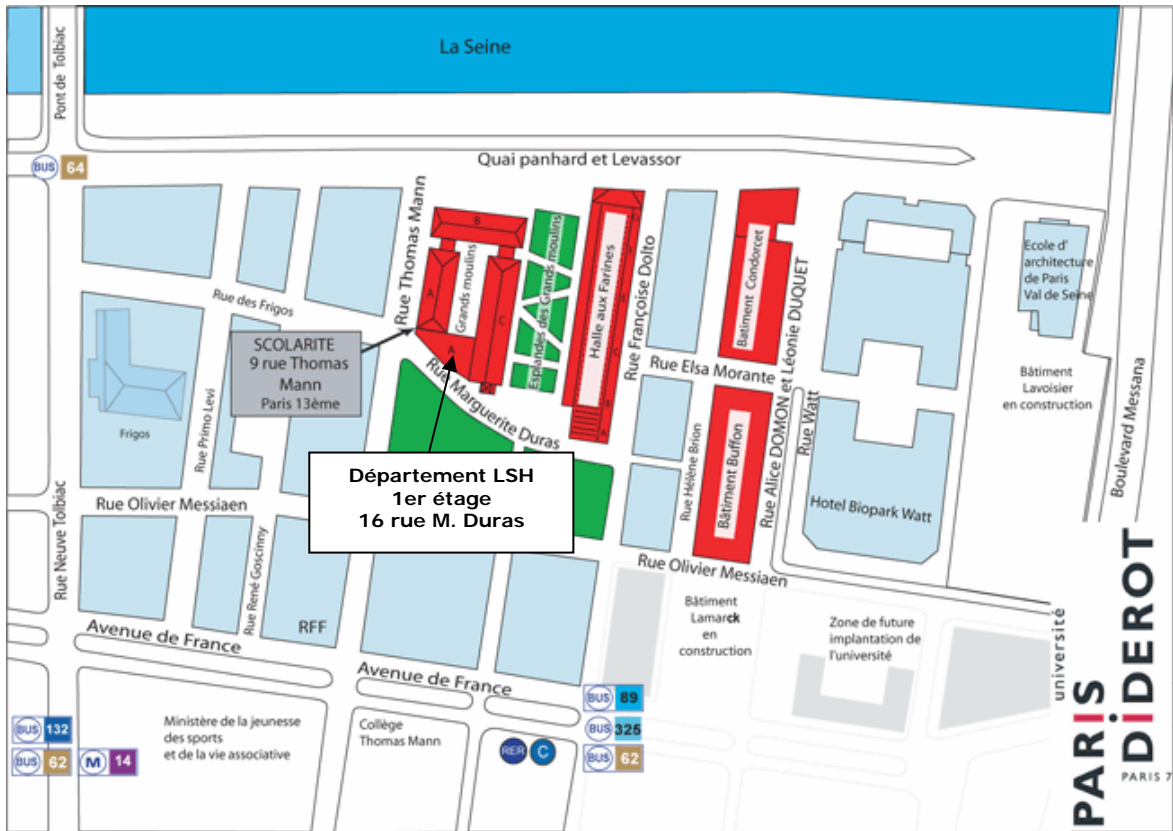 La Seine
Pont de Tolbiac
BUS 64
Quai panhard et Levassor
Rue Thomas Mann
B
A
Grands moulins
C
A
Esplandes des Grands moulins
Halle aux Farines
G
F
E
C
B
A
Rue Françoise Dolto
Batiment Condorcet
Rue Alice DOMON et Léonie DUQUET
Ecole d'
architecture
de Paris
Val de Seine
Rue des Frigos
SCOLARITE
9 rue Thomas
Mann
Paris 13ème
Rue Marguerite Duras
Rue Elsa Morante
Rue Watt
Bâtiment
Lavoisier
en construction
Boulevard Messana
Frigos
Rue Primo Levi
Département LSH
1er étage
16 rue M. Duras
Rue Hélène Brion
Bâtiment Buffon
Hotel Biopark Watt
Rue Olivier Messiaen
Rue Neuve Tolbiac
Rue René Goscinny
RFF
Rue Olivier Messiaen
Bâtiment
Lamarck
en
construction
Zone de future
implantation de
l'université
Avenue de France
Avenue de France
BUS 89
BUS 325
BUS 62
Ministère de la jeunesse
des sports
et de la vie associative
Collège
Thomas Mann
RER C
BUS 132
BUS 62
M 14
université
PARIS
DiDEROT
PARIS 7